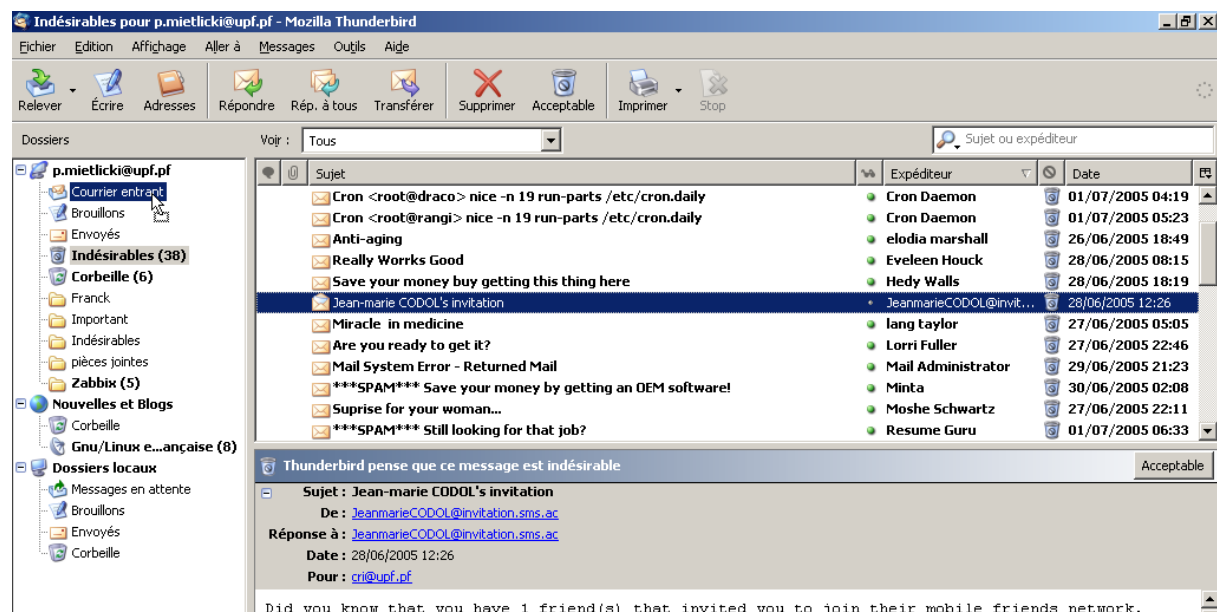 Indésirables pour p.mietlicki@upf.pf - Mozilla Thunderbird
Fichier Edition Affichage Aller à Messages Outils Aide
Relever Écrire Adresses Répondre Rép. à tous Transférer Supprimer Acceptable Imprimer Stop
Dossiers Voir : Tous Sujet ou expéditeur
p.mietlicki@upf.pf
Courrier entrant
Brouillons
Envoyés
Indésirables (38)
Corbeille (6)
Franck
Important
Indésirables
pièces jointes
Zabbix (5)
Nouvelles et Blogs
Corbeille
Gnu/Linux e...ançaise (8)
Dossiers locaux
Messages en attente
Brouillons
Envoyés
Corbeille
Sujet Expéditeur Date
Cron <root@draco> nice -n 19 run-parts /etc/cron.daily Cron Daemon 01/07/2005 04:19
Cron <root@rangi> nice -n 19 run-parts /etc/cron.daily Cron Daemon 01/07/2005 05:23
Anti-aging elodia marshall 26/06/2005 18:49
Really Worrks Good Eveleen Houck 28/06/2005 08:15
Save your money buy getting this thing here Hedy Walls 28/06/2005 18:19
Jean-marie CODOL's invitation JeanmarieCODOL@invit... 28/06/2005 12:26
Miracle in medicine lang taylor 27/06/2005 05:05
Are you ready to get it? Lorri Fuller 27/06/2005 22:46
Mail System Error - Returned Mail Mail Administrator 29/06/2005 21:23
***SPAM*** Save your money by getting an OEM software! Minta 30/06/2005 02:08
Suprise for your woman... Moshe Schwartz 27/06/2005 22:11
***SPAM*** Still looking for that job? Resume Guru 01/07/2005 06:33
Thunderbird pense que ce message est indésirable Acceptable
Sujet : Jean-marie CODOL's invitation
De : JeanmarieCODOL@invitation.sms.ac
Réponse à : JeanmarieCODOL@invitation.sms.ac
Date : 28/06/2005 12:26
Pour : cri@upf.pf
Did you know that you have 1 friend(s) that invited you to join their mobile friends network.